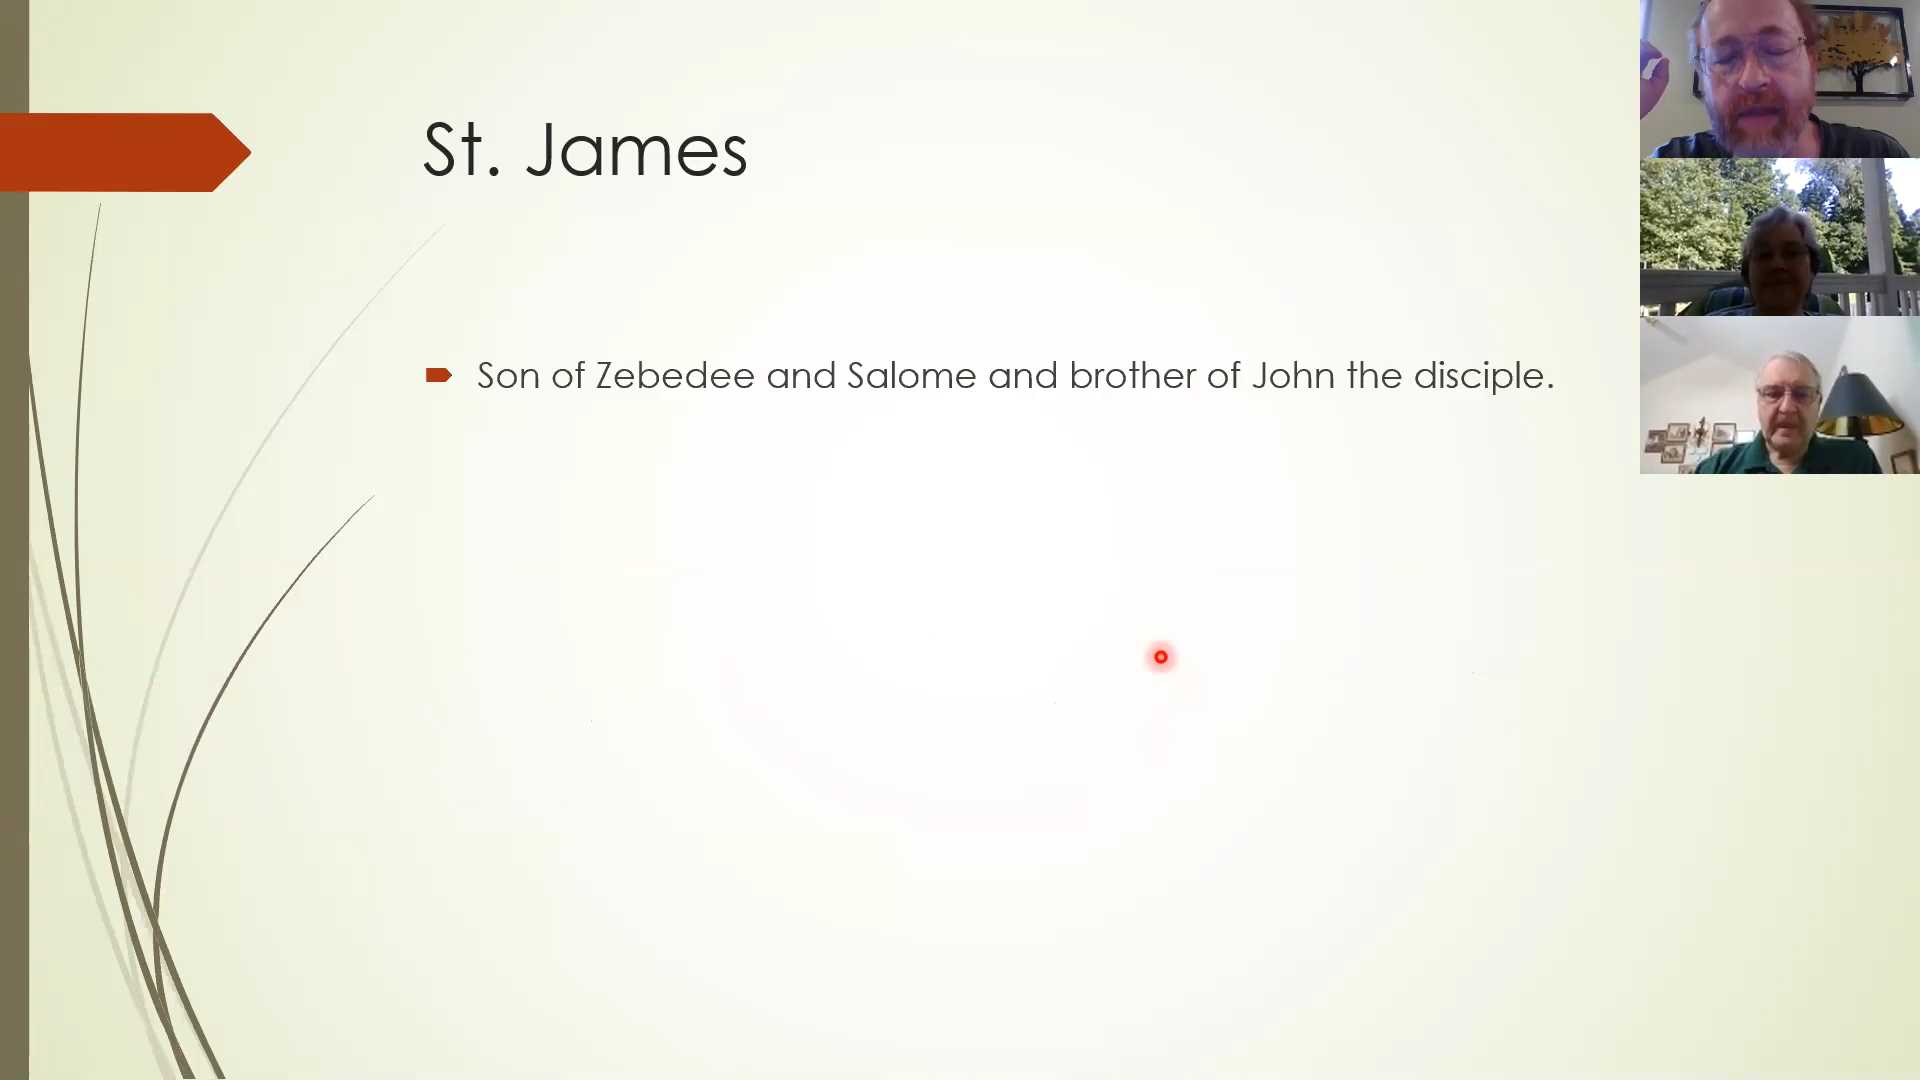 St. James
Son of Zebedee and Salome and brother of John the disciple.